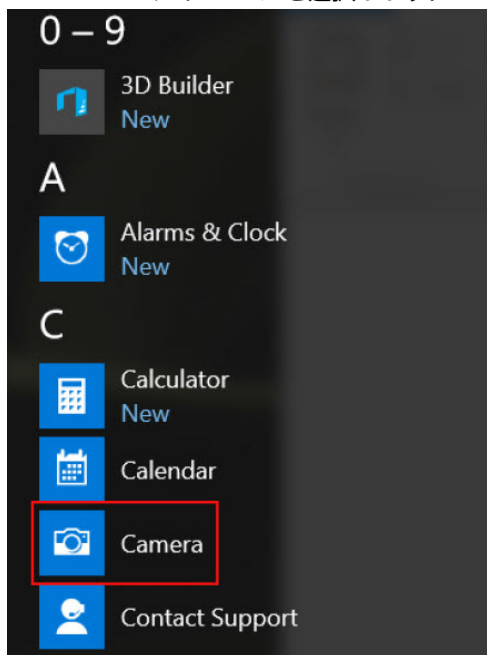 0 – 9
3D Builder
New
A
Alarms & Clock
New
C
Calculator
New
Calendar
Camera
Contact Support